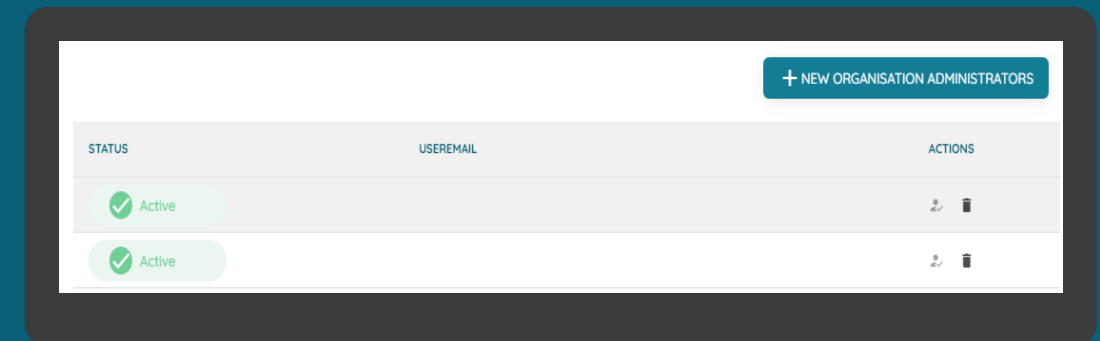 + NEW ORGANISATION ADMINISTRATORS
STATUS USEREMAIL ACTIONS
Active
Active